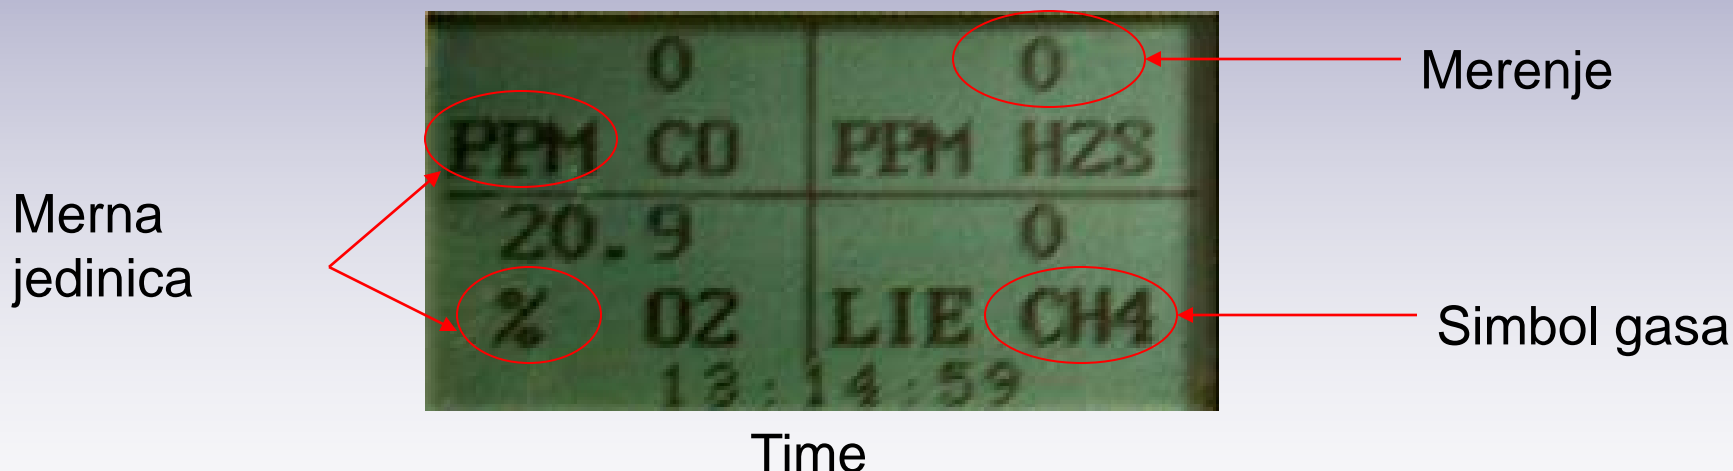 0 0
Merenje
PPM CO PPM H2S
Merna
jedinica
20.9 0
% O2 LIE CH4
Simbol gasa
13:14:59
Time